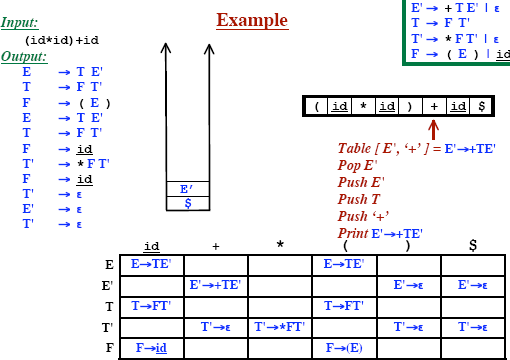 Example
E' → + T E' | ε
T → F T'
T' → * F T' | ε
F → ( E ) | id
Input:
(id*id)+id
Output:
E → T E'
T → F T'
F → ( E )
E → T E'
T → F T'
F → id
T' → * F T'
F → id
T' → ε
E' → ε
T' → ε
E'
$
( id * id ) + id $
Table [ E', ‘+’ ] = E'→+TE'
Pop E'
Push E'
Push T
Push ‘+’
Print E'→+TE'
id + * ( ) $
E E→TE' E→TE'
E' E'→+TE' E'→ε E'→ε
T T→FT' T→FT'
T' T'→ε T'→*FT' T'→ε T'→ε
F F→id F→(E)